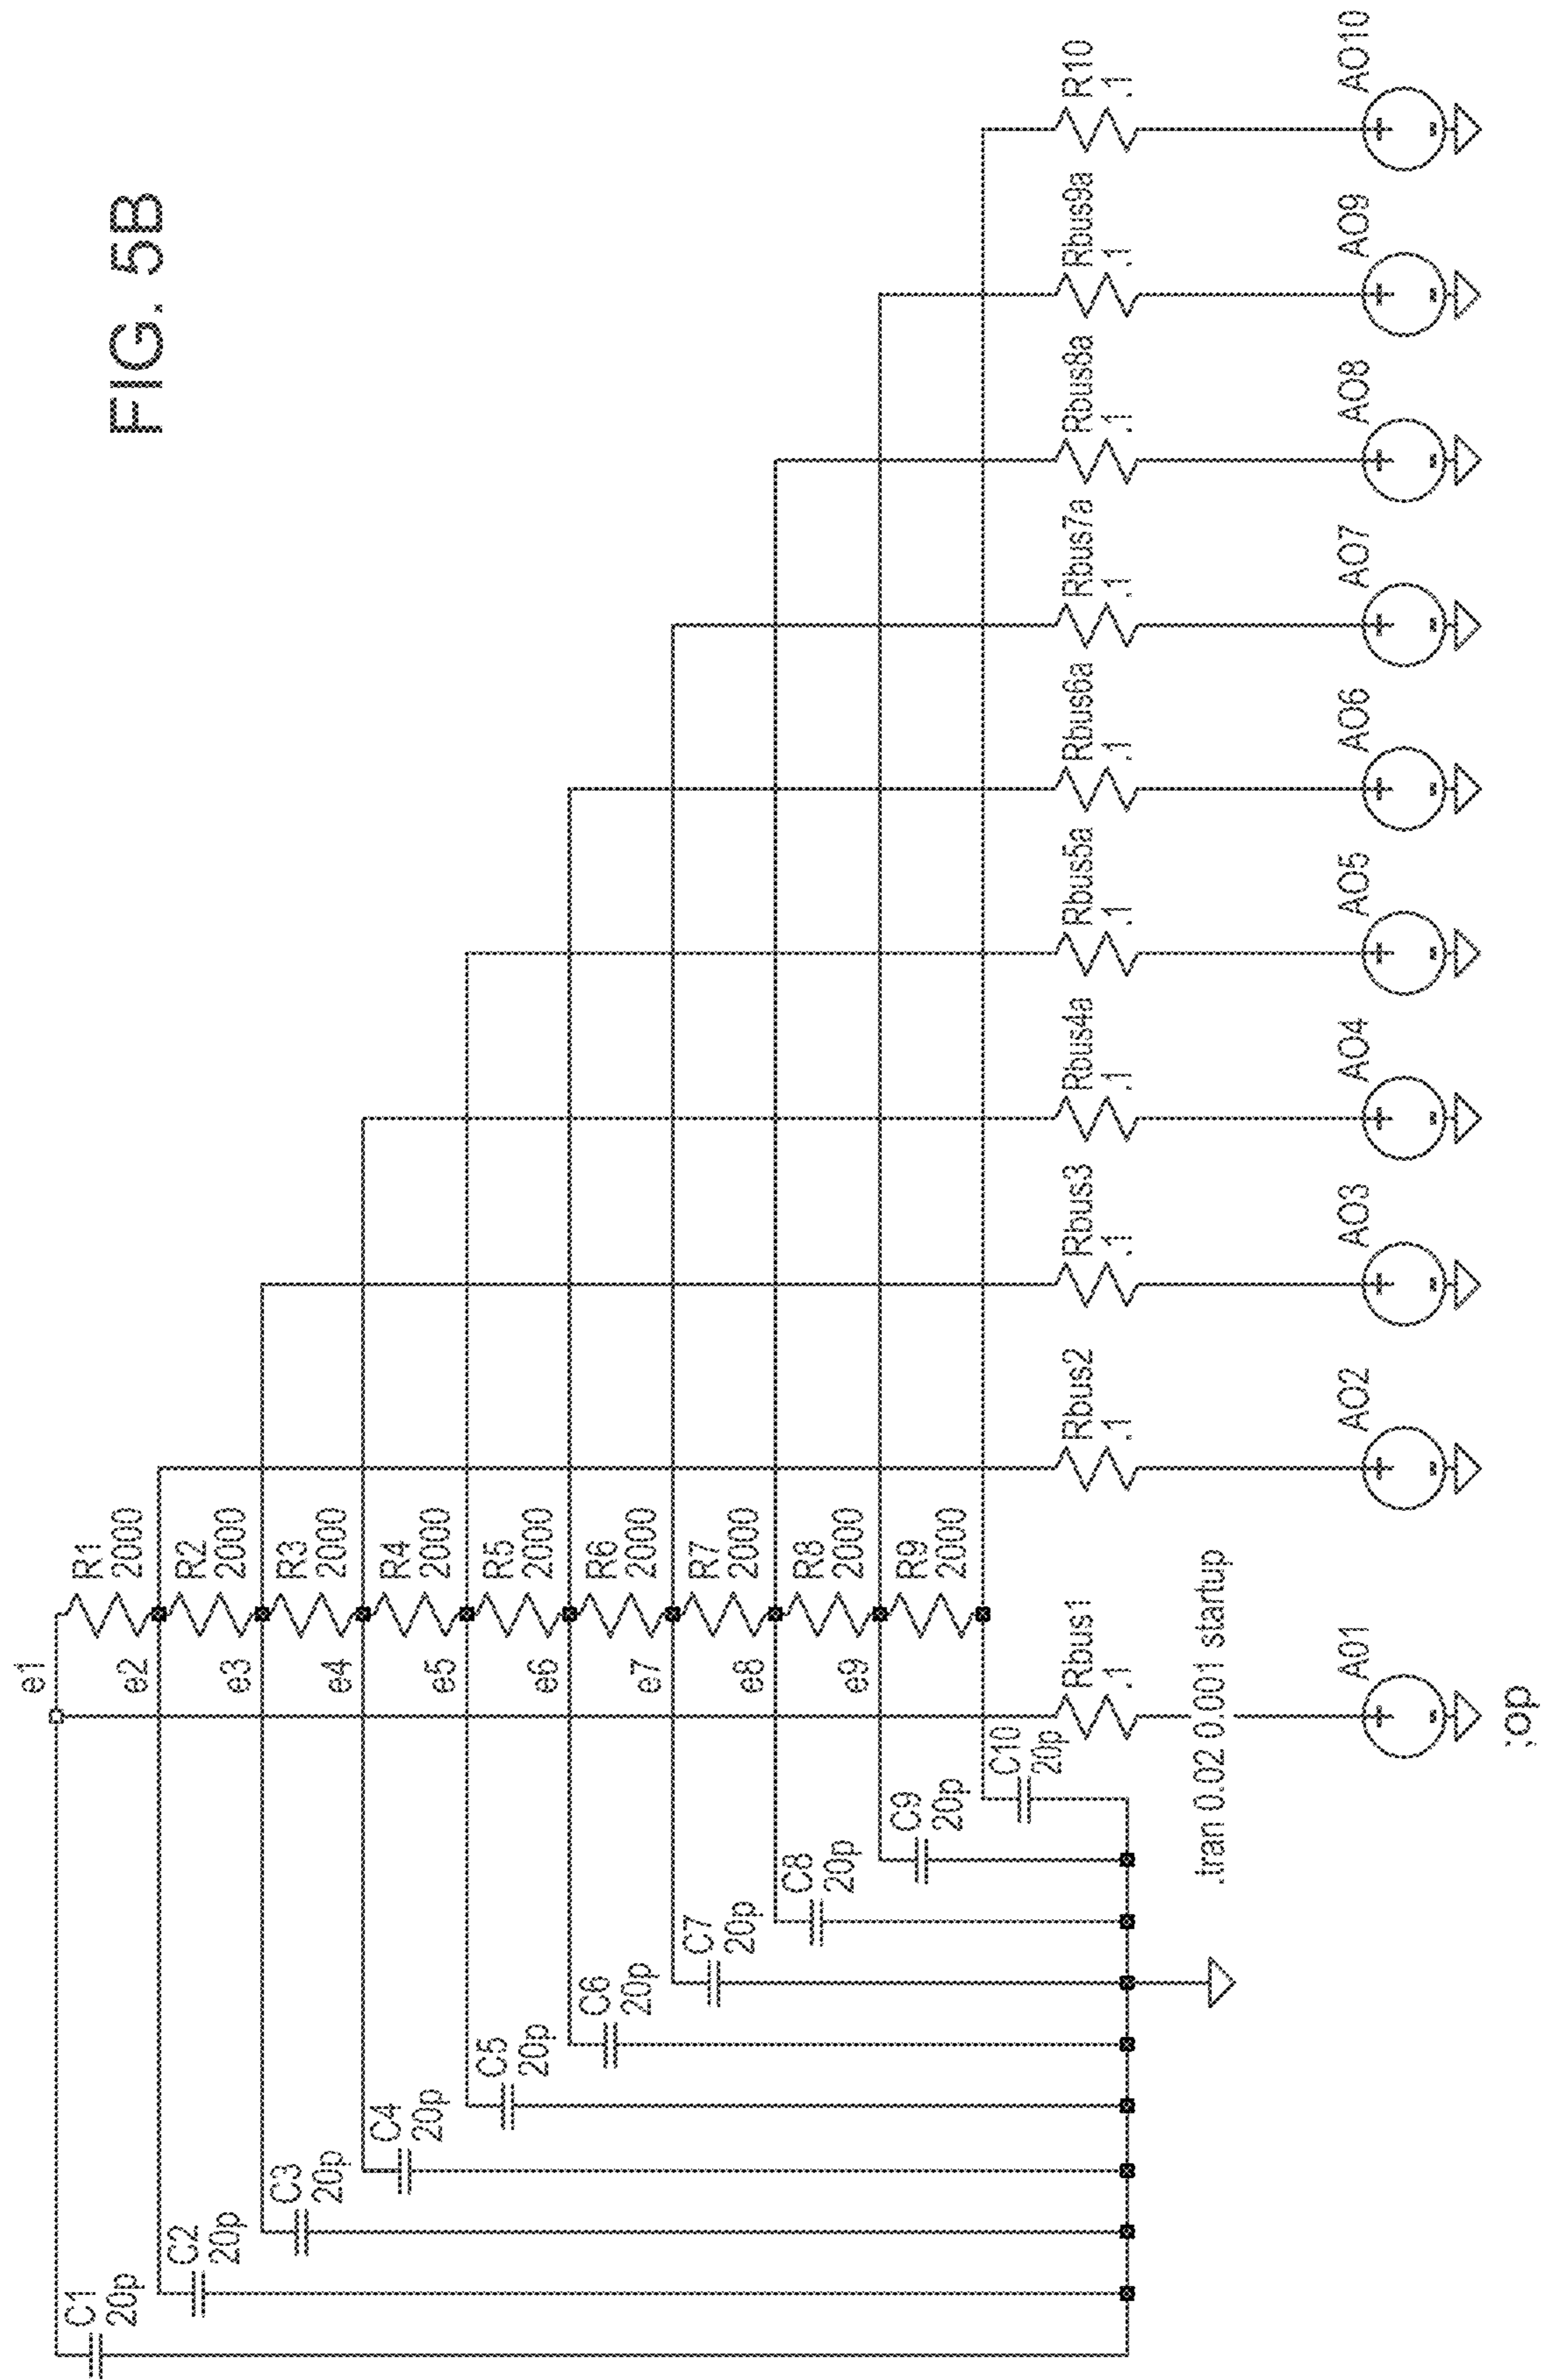 FIG. 5B
e1
e2
e3
e4
e5
e6
e7
e8
e9
R1
2000
R2
2000
R3
2000
R4
2000
R5
2000
R6
2000
R7
2000
R8
2000
R9
2000
C1
20p
C2
20p
C3
20p
C4
20p
C5
20p
C6
20p
C7
20p
C8
20p
C9
20p
C10
20p
Rbus1
.1
Rbus2
.1
Rbus3
.1
Rbus4a
.1
Rbus5a
.1
Rbus6a
.1
Rbus7a
.1
Rbus8a
.1
Rbus9a
.1
R10
.1
.tran 0.02 0.001 startup
A01
AO2
AO3
AO4
AO5
AO6
AO7
AO8
AO9
AO10
;op